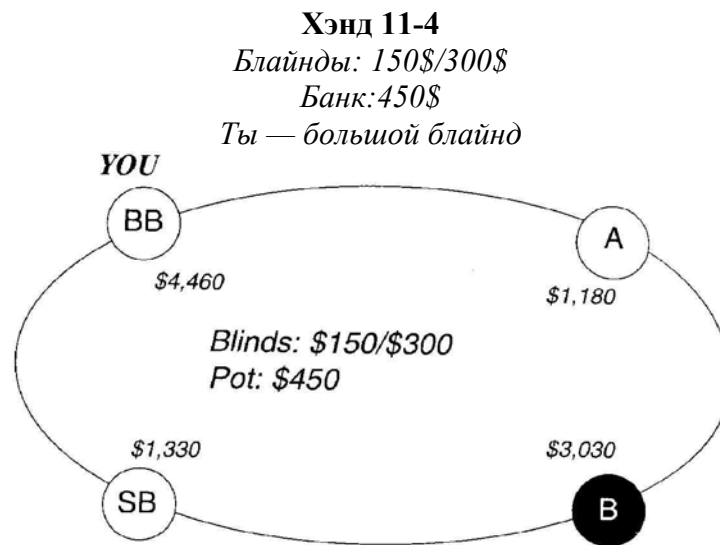 Хэнд 11-4
Блайнды: 150$/300$
Банк:450$
Ты — большой блайнд
YOU
BB
A
$4,460
$1,180
Blinds: $150/$300
Pot: $450
$1,330
$3,030
SB
B